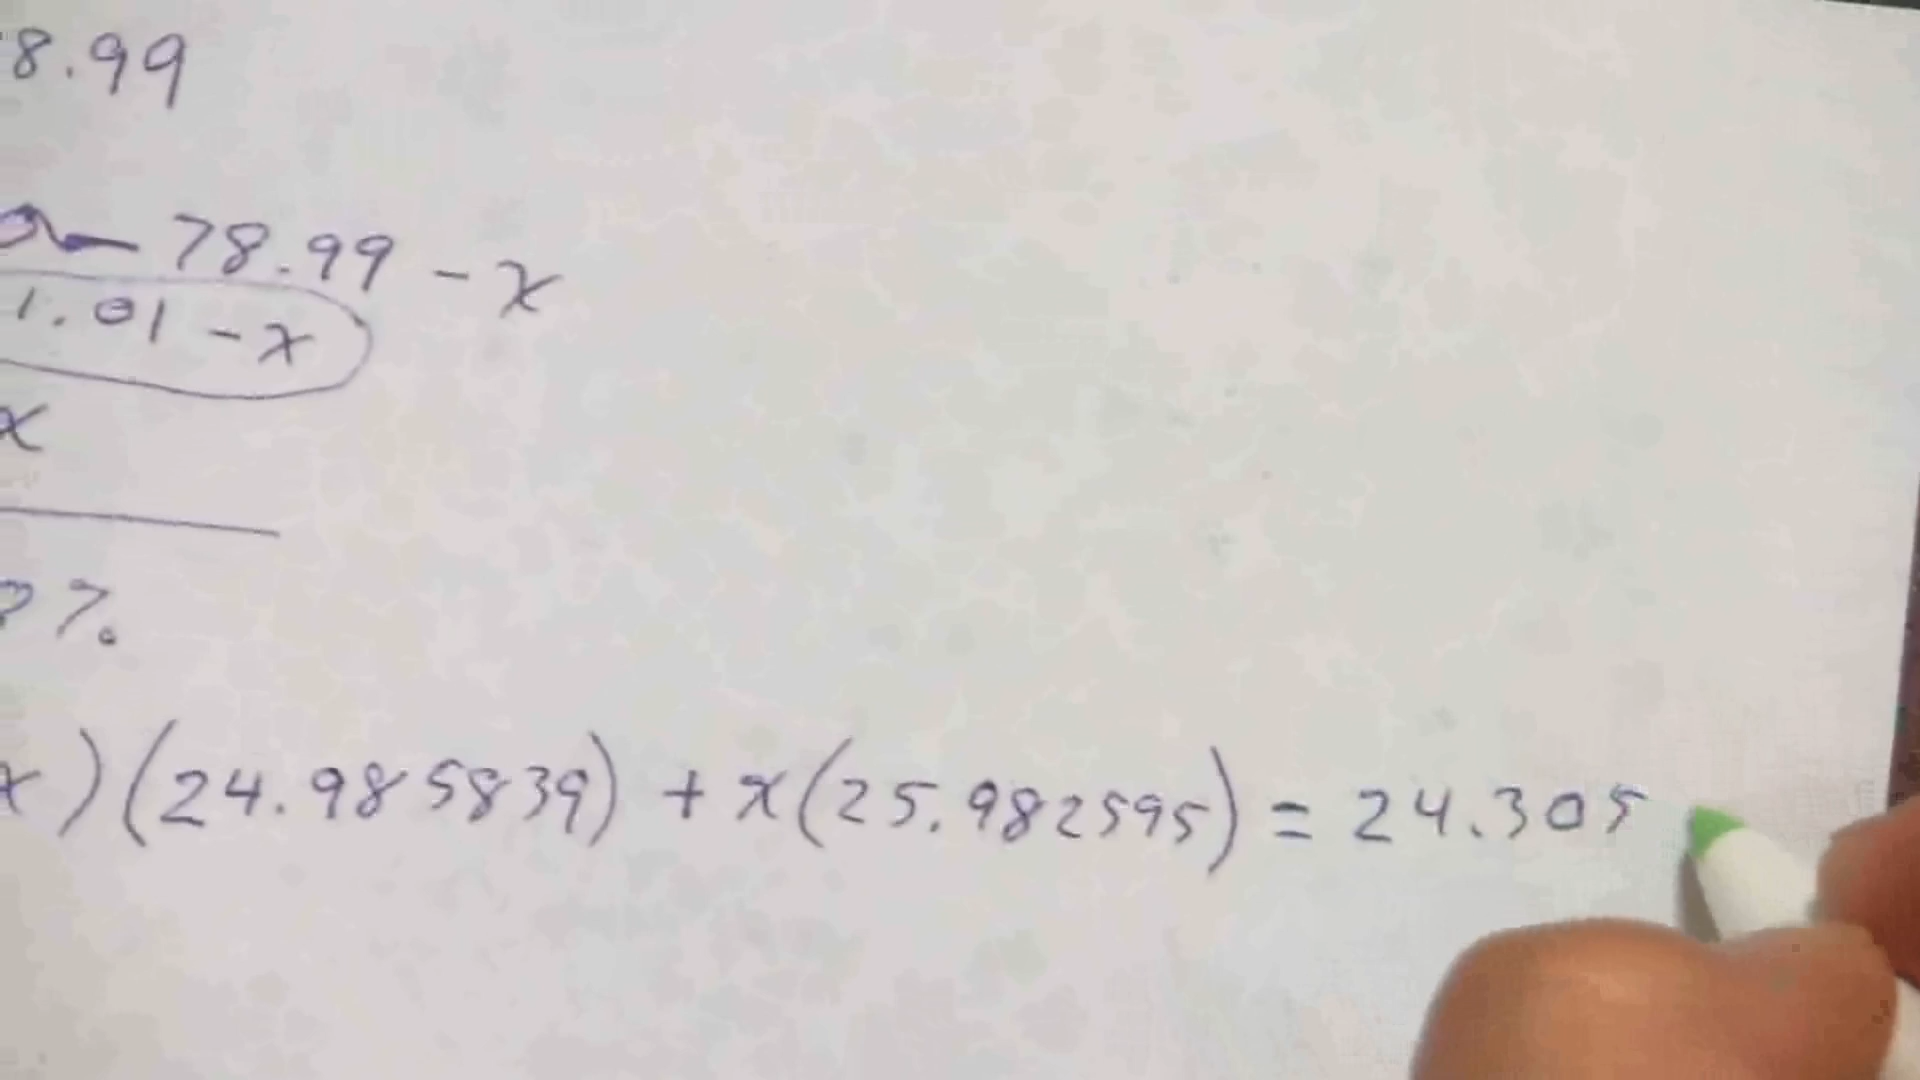 8.99
- 78.99 - x
1.01 - x
x
%
x)(24.985839) + x(25.982595) = 24.305